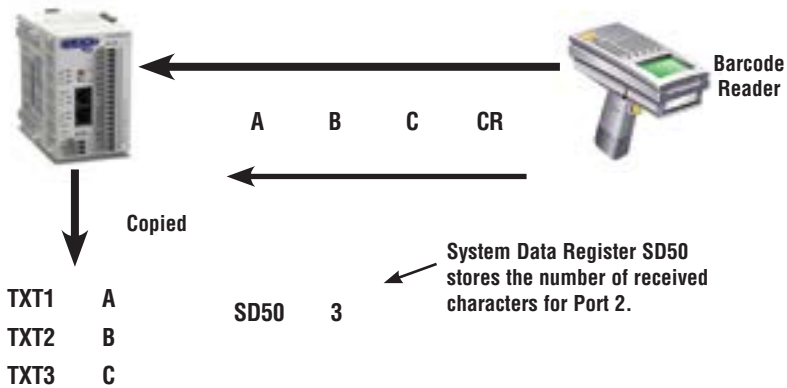 Barcode
Reader
A B C CR
Copied
System Data Register SD50
stores the number of received
characters for Port 2.
TXT1 A
SD50 3
TXT2 B
TXT3 C